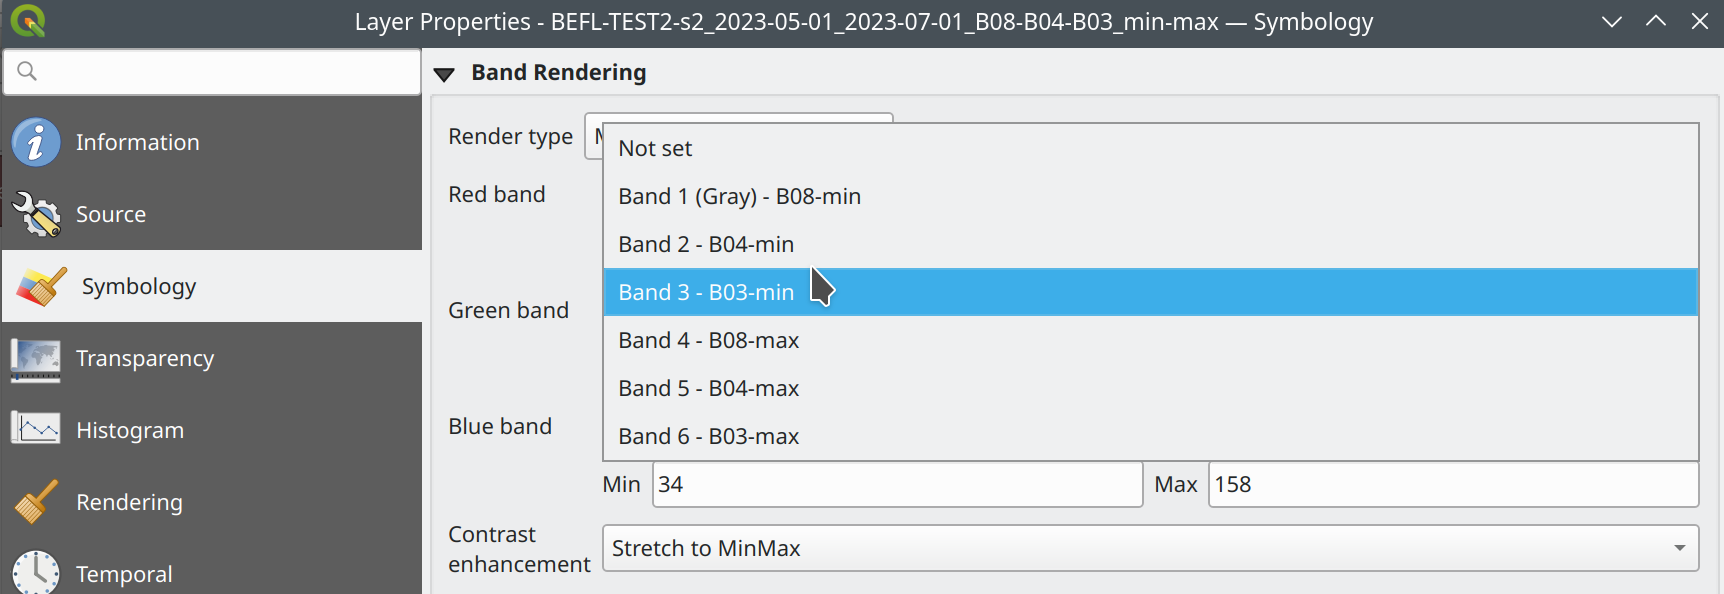 Layer Properties - BEFL-TEST2-s2_2023-05-01_2023-07-01_B08-B04-B03_min-max — Symbology
Information
Source
Symbology
Transparency
Histogram
Rendering
Temporal
Band Rendering
Render type
Red band
Green band
Blue band
Not set
Band 1 (Gray) - B08-min
Band 2 - B04-min
Band 3 - B03-min
Band 4 - B08-max
Band 5 - B04-max
Band 6 - B03-max
Min 34 Max 158
Contrast
enhancement
Stretch to MinMax